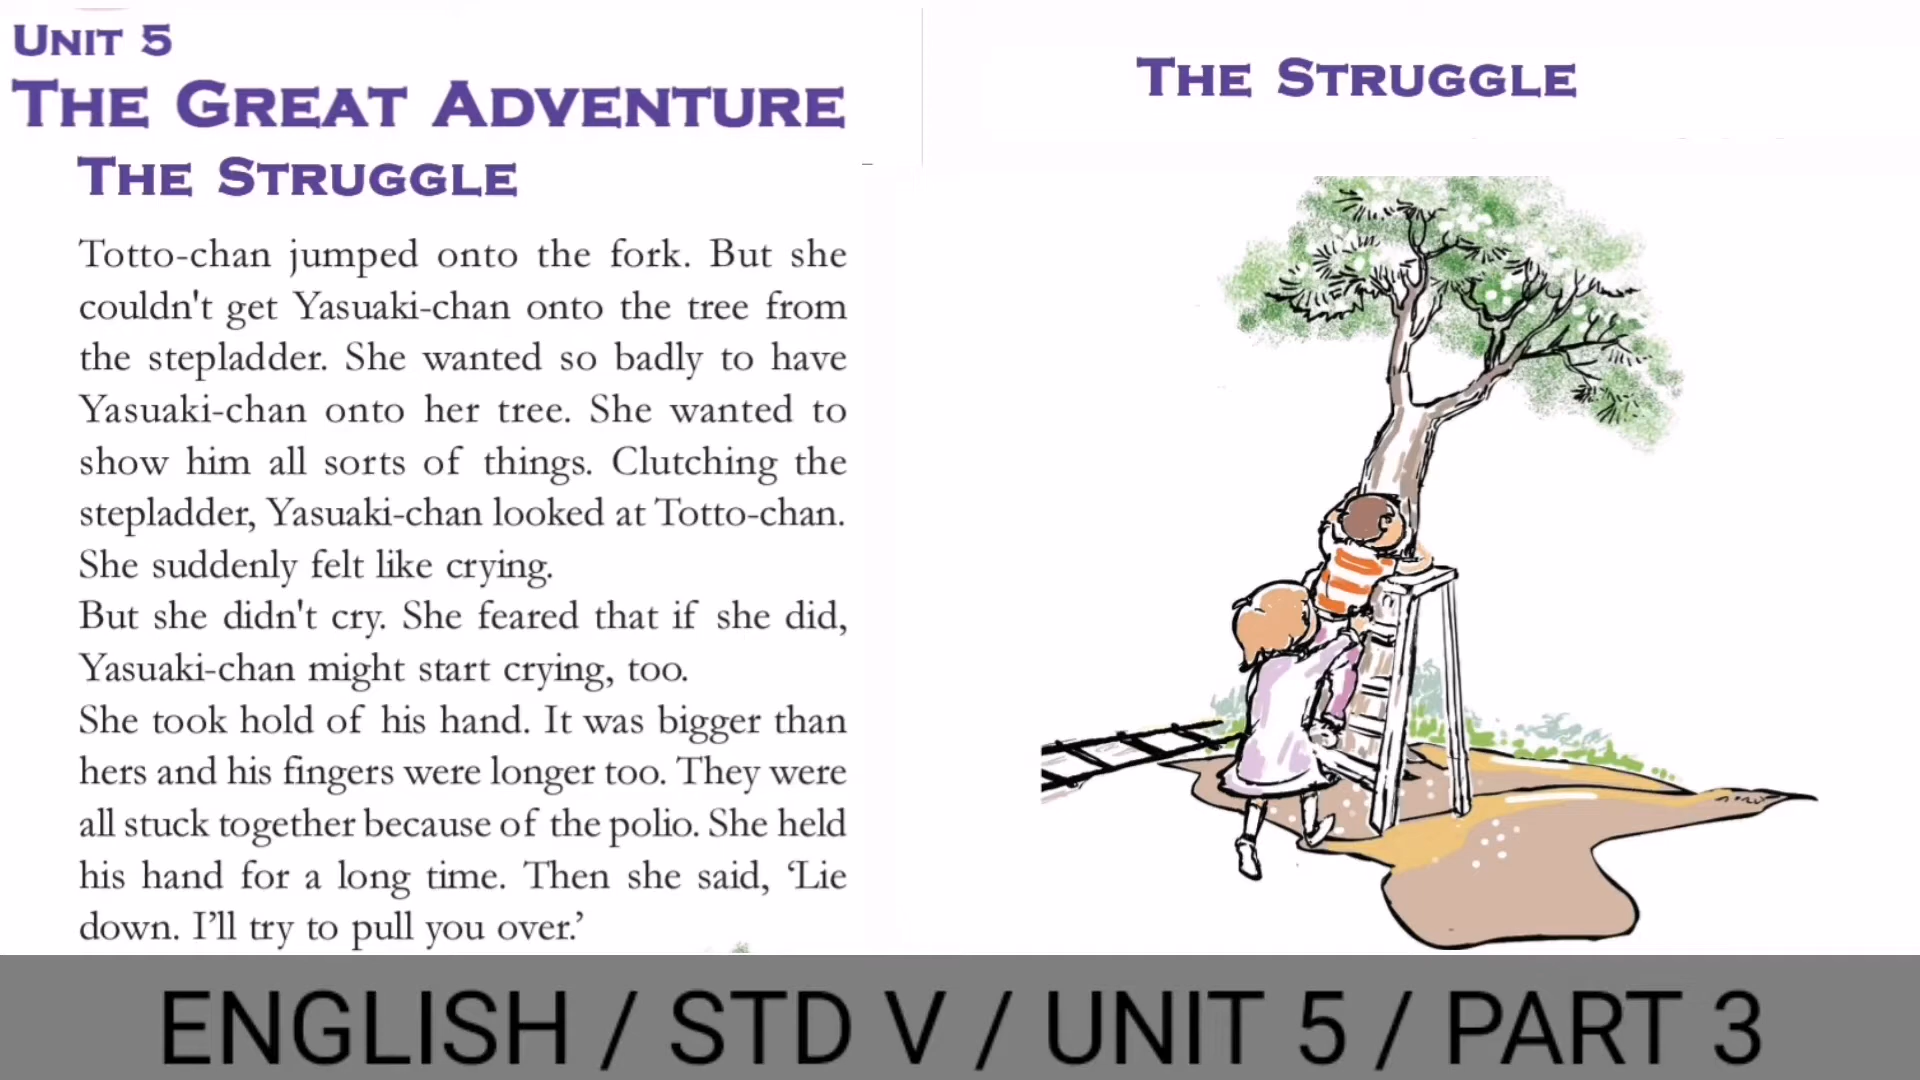 UNIT 5
THE GREAT ADVENTURE
THE STRUGGLE
Totto-chan jumped onto the fork. But she
couldn't get Yasuaki-chan onto the tree from
the stepladder. She wanted so badly to have
Yasuaki-chan onto her tree. She wanted to
show him all sorts of things. Clutching the
stepladder, Yasuaki-chan looked at Totto-chan.
She suddenly felt like crying.
But she didn't cry. She feared that if she did,
Yasuaki-chan might start crying, too.
She took hold of his hand. It was bigger than
hers and his fingers were longer too. They were
all stuck together because of the polio. She held
his hand for a long time. Then she said, ‘Lie
down. I’ll try to pull you over.’
THE STRUGGLE
ENGLISH / STD V / UNIT 5 / PART 3